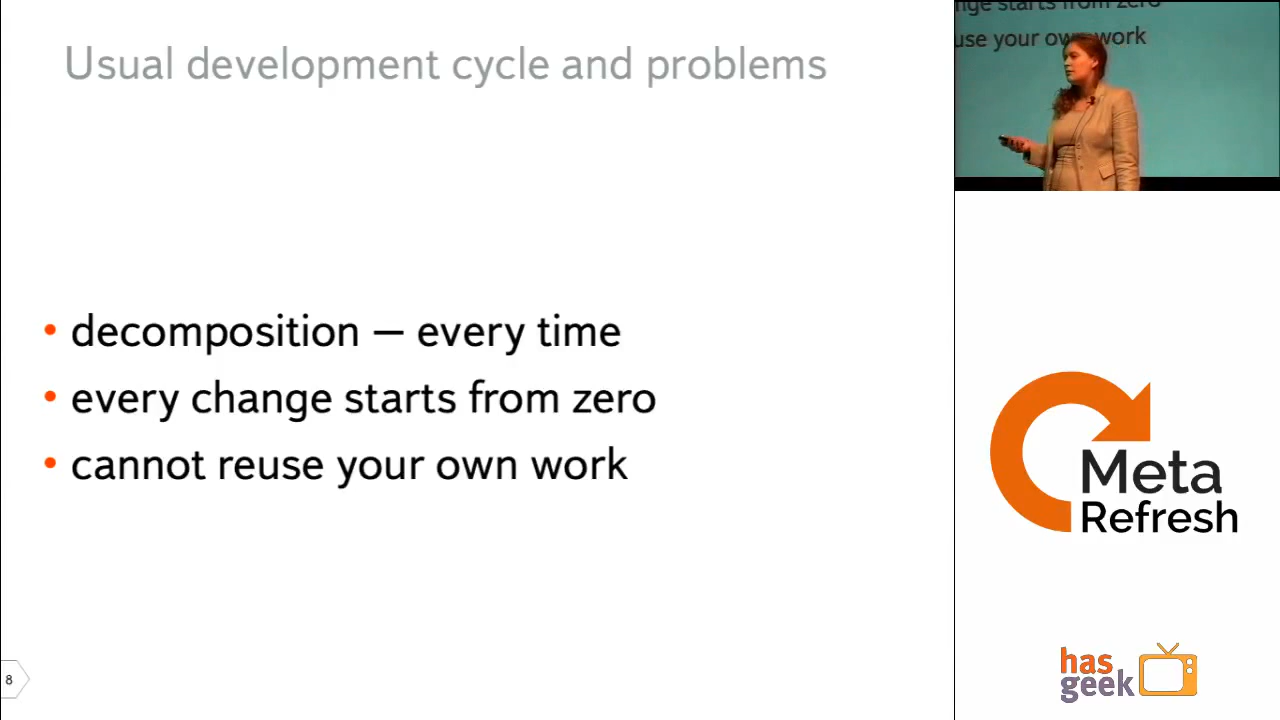 Usual development cycle and problems
• decomposition — every time
• every change starts from zero
• cannot reuse your own work
8
nge starts from zero
use your own work
Meta
Refresh
has
geek